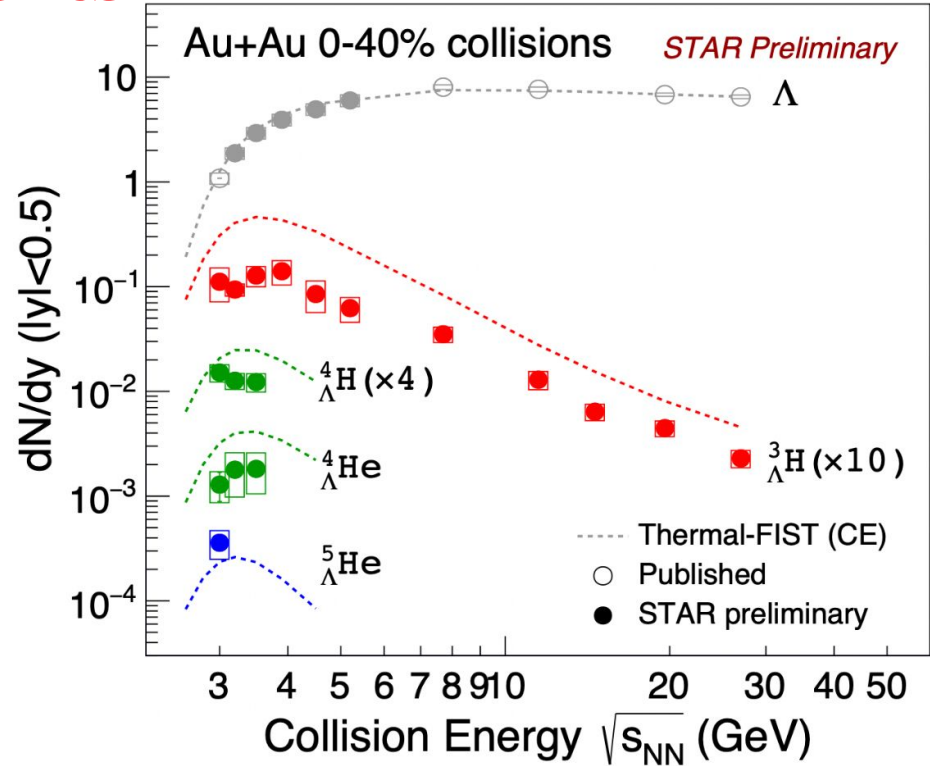 Au+Au 0-40% collisions
STAR Preliminary
dN/dy (|y|<0.5)
10
1
10⁻¹
10⁻²
10⁻³
10⁻⁴
Λ
⁴ΛH(×4)
⁴ΛHe
³ΛH(×10)
⁵ΛHe
Thermal-FIST (CE)
Published
STAR preliminary
3 4 5 6 7 8 9 10 20 30 40 50
Collision Energy √sNN (GeV)